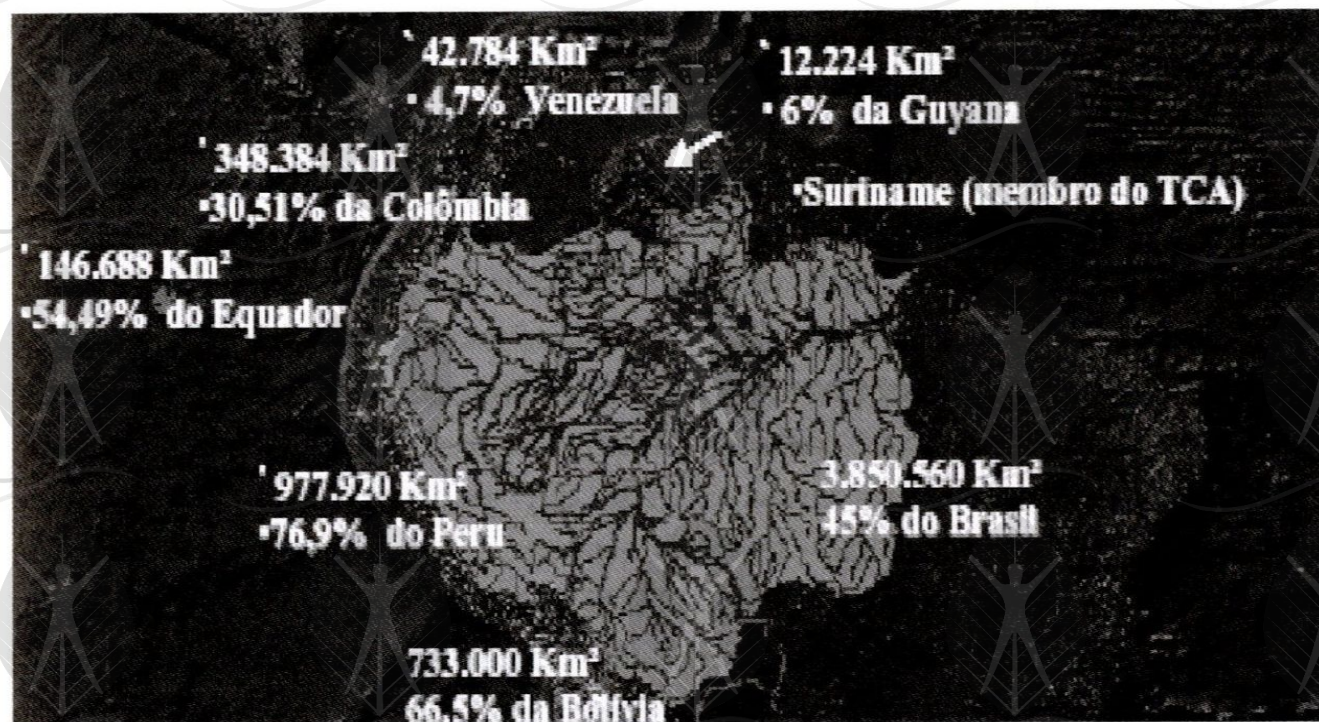 42.784 Km²
• 4,7% Venezuela
12.224 Km²
• 6% da Guyana
348.384 Km²
•30,51% da Colômbia
•Suriname (membro do TCA)
146.688 Km²
•54,49% do Equador
977.920 Km²
•76,9% do Peru
3.850.560 Km²
45% do Brasil
733.000 Km²
66,5% da Bolívia